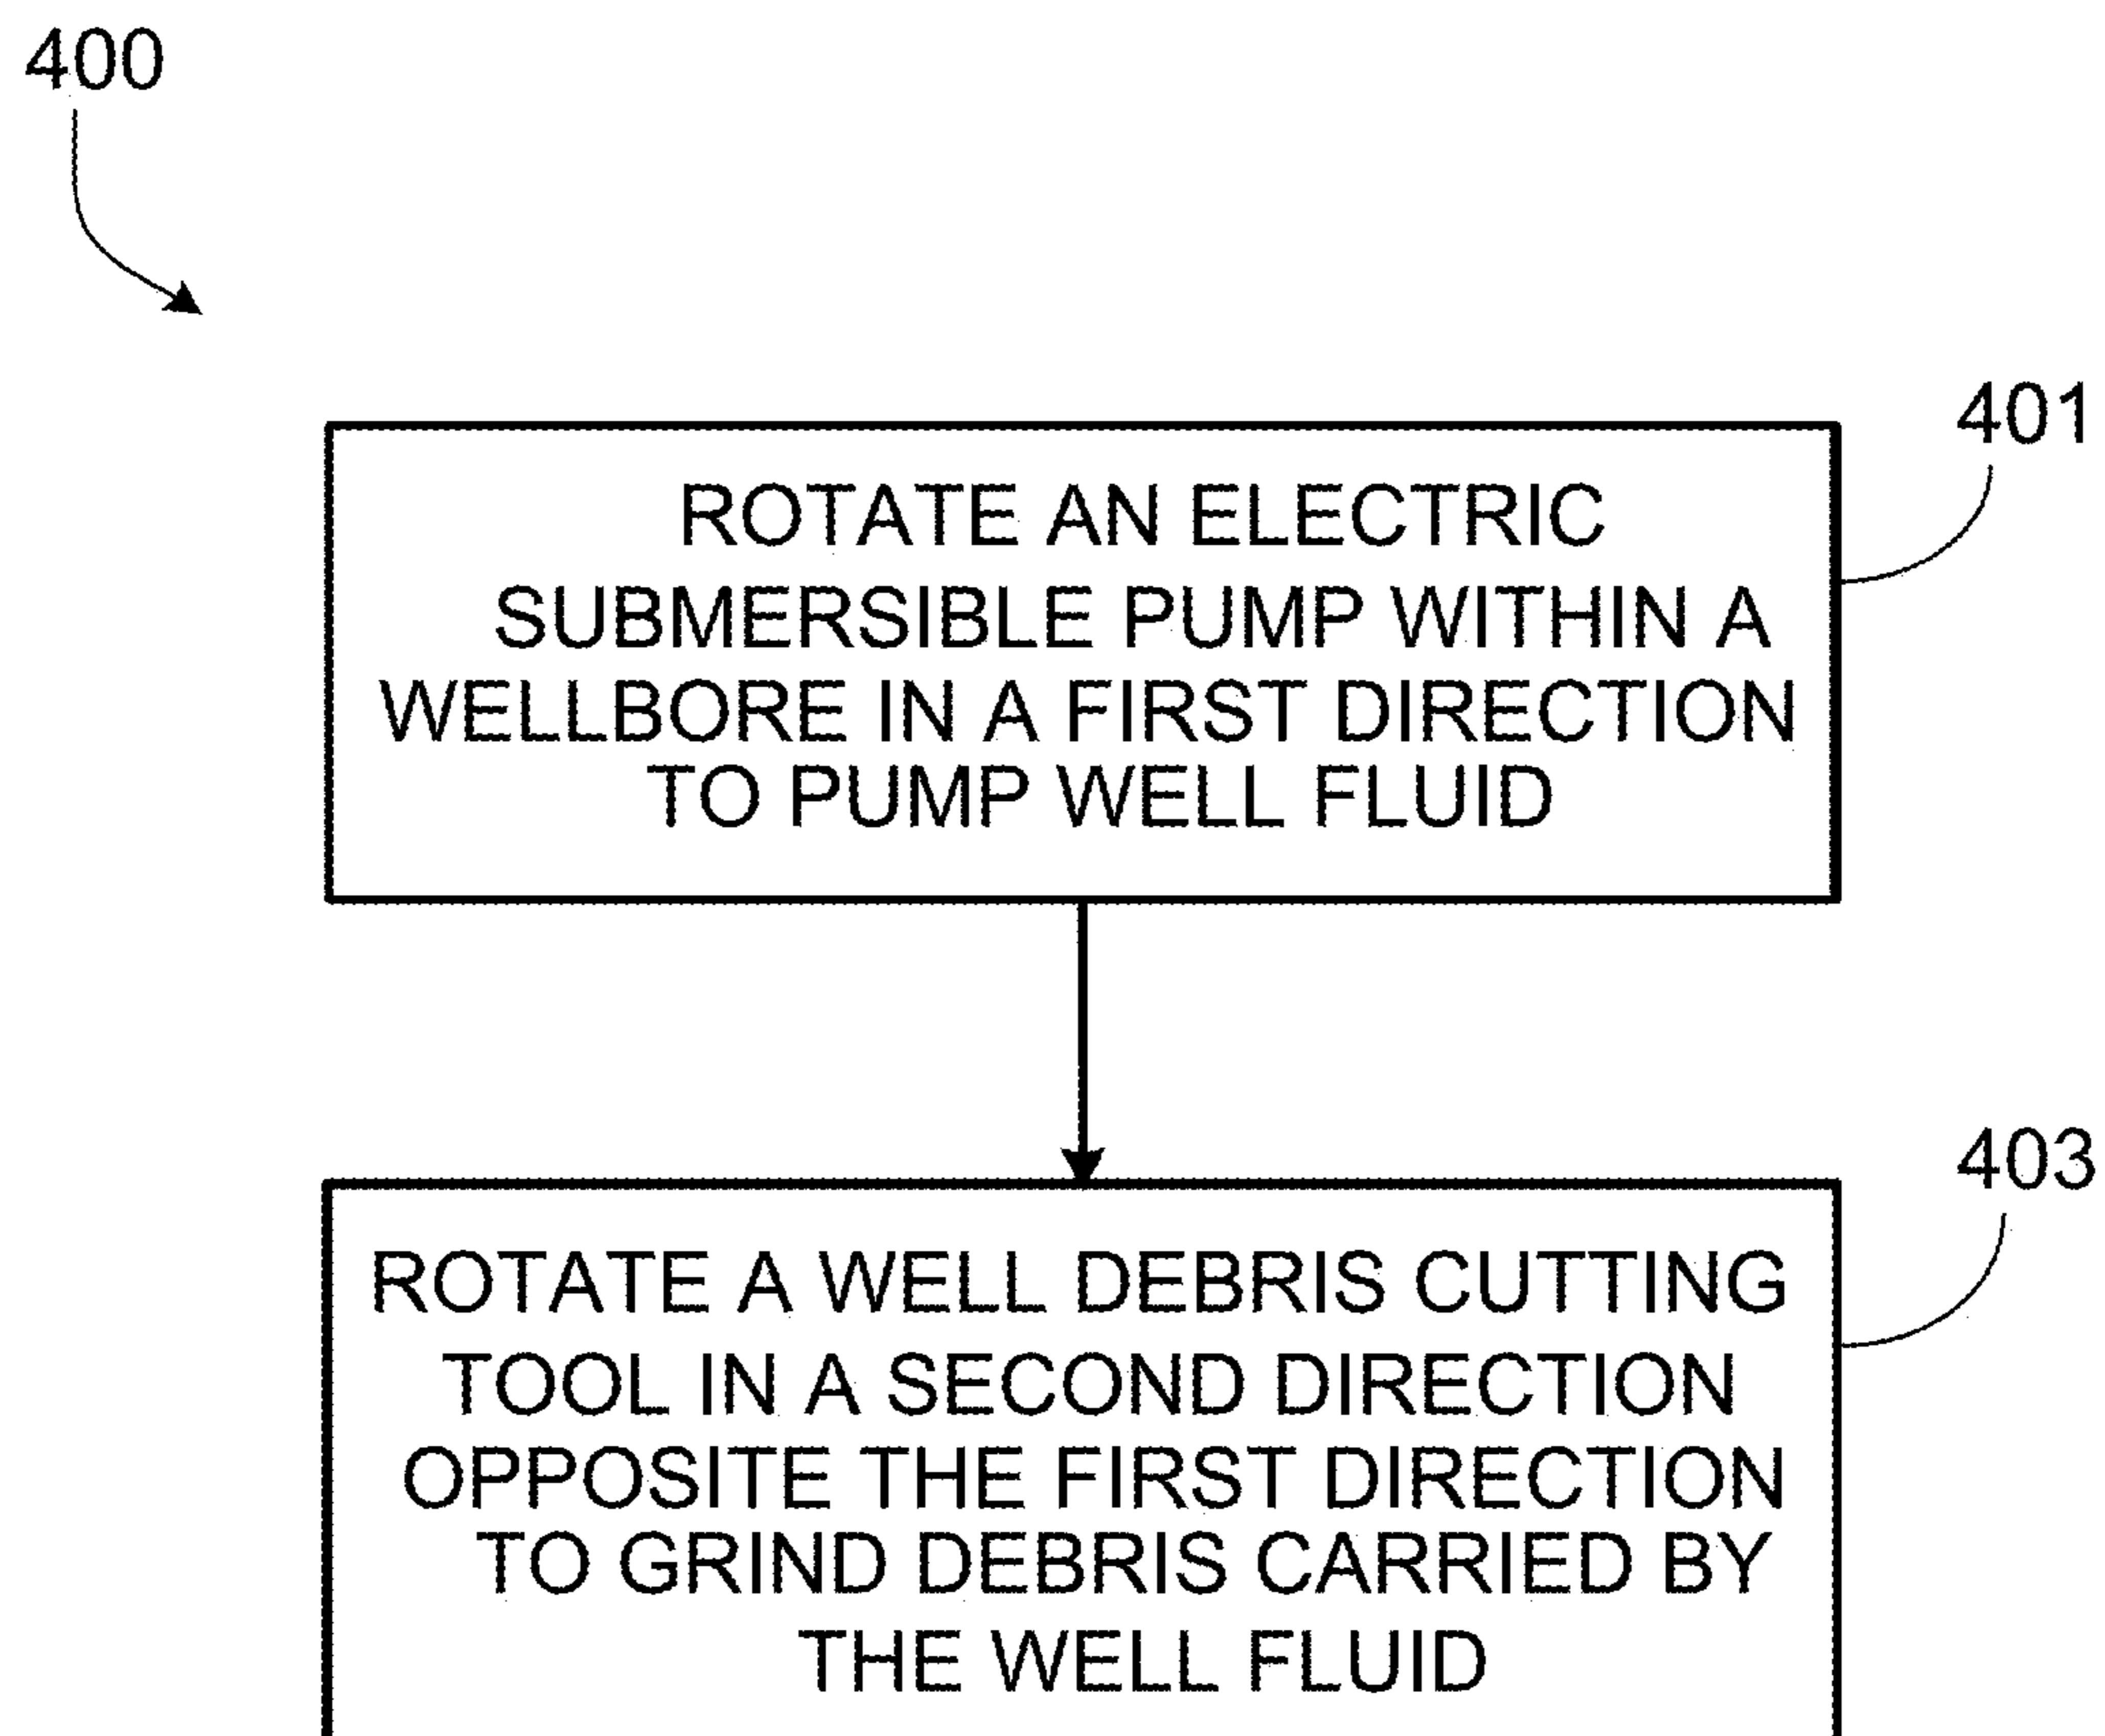 400
401
ROTATE AN ELECTRIC
SUBMERSIBLE PUMP WITHIN A
WELLBORE IN A FIRST DIRECTION
TO PUMP WELL FLUID
403
ROTATE A WELL DEBRIS CUTTING
TOOL IN A SECOND DIRECTION
OPPOSITE THE FIRST DIRECTION
TO GRIND DEBRIS CARRIED BY
THE WELL FLUID